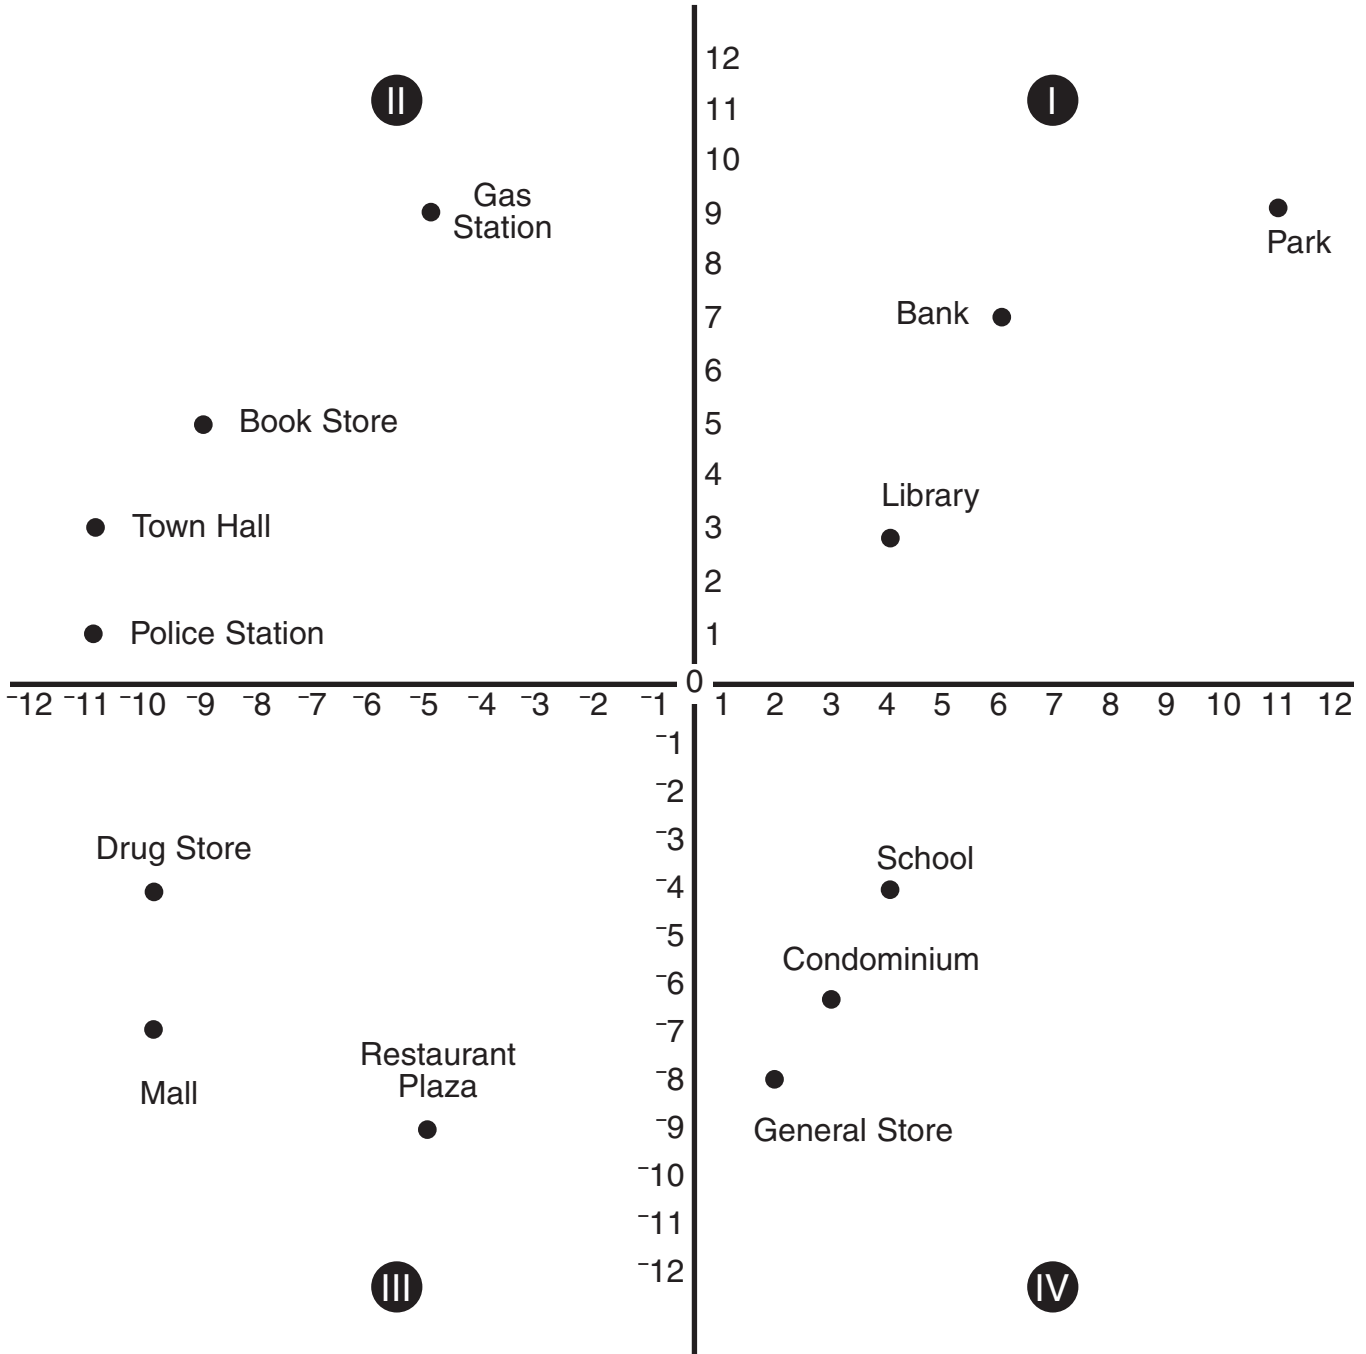 12
II
I
11
10
Gas
Station
9
Park
8
Bank
7
6
Book Store
5
4
Library
Town Hall
3
2
Police Station
1
0
-12 -11 -10 -9 -8 -7 -6 -5 -4 -3 -2 -1
1 2 3 4 5 6 7 8 9 10 11 12
-1
-2
-3
Drug Store
School
-4
-5
Condominium
-6
-7
Restaurant
Plaza
Mall
-8
-9
General Store
-10
-11
-12
III
IV